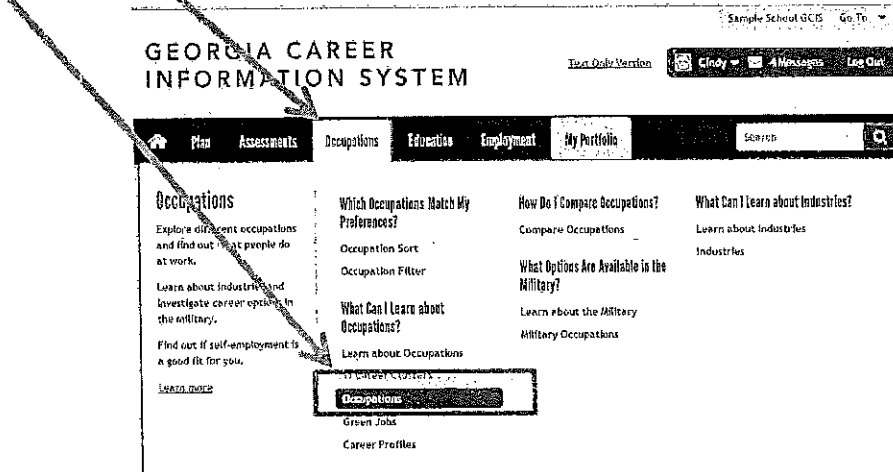 Sample School GCIS Go To
GEORGIA CAREER
INFORMATION SYSTEM
Text Only Version
Cindy 4 Messages Log Out
Plan Assessments Occupations Education Employment My Portfolio Search
Occupations
Explore different occupations
and find out what people do
at work.
Learn about industries and
investigate career options in
the military.
Find out if self-employment is
a good fit for you.
Learn more
Which Occupations Match My
Preferences?
Occupation Sort
Occupation Filter
What Can I Learn about
Occupations?
Learn about Occupations
17 Career Clusters
Occupations
Green Jobs
Career Profiles
How Do I Compare Occupations?
Compare Occupations
What Options Are Available in the
Military?
Learn about the Military
Military Occupations
What Can I Learn about Industries?
Learn about Industries
Industries